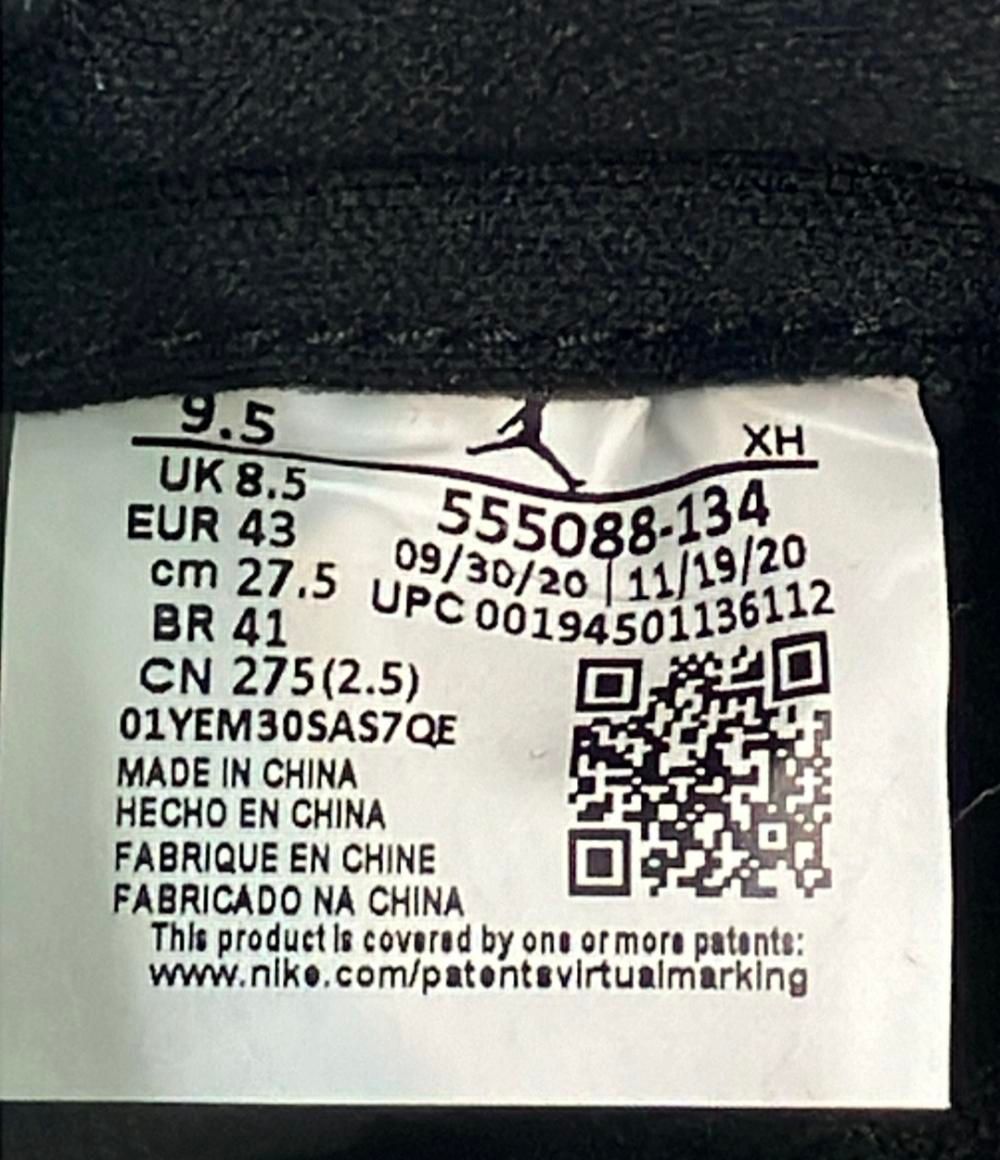 9.5
XH
UK 8.5
EUR 43
cm 27.5
BR 41
CN 275(2.5)
01YEM30SAS7QE
555088-134
09/30/20 | 11/19/20
UPC 00194501136112
MADE IN CHINA
HECHO EN CHINA
FABRIQUE EN CHINE
FABRICADO NA CHINA
This product is covered by one or more patents:
www.nike.com/patentsvirtualmarking